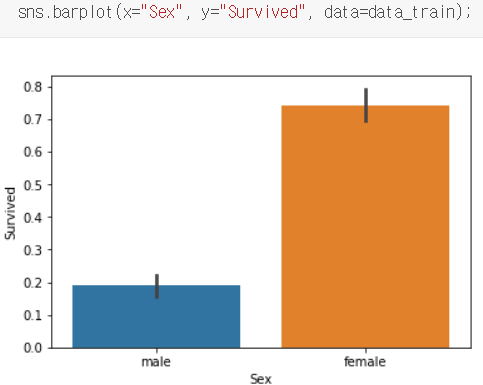 sns.barplot(x="Sex", y="Survived", data=data_train);
0.8
0.7
0.6
0.5
0.4
0.3
0.2
0.1
0.0
Survived
male female
Sex